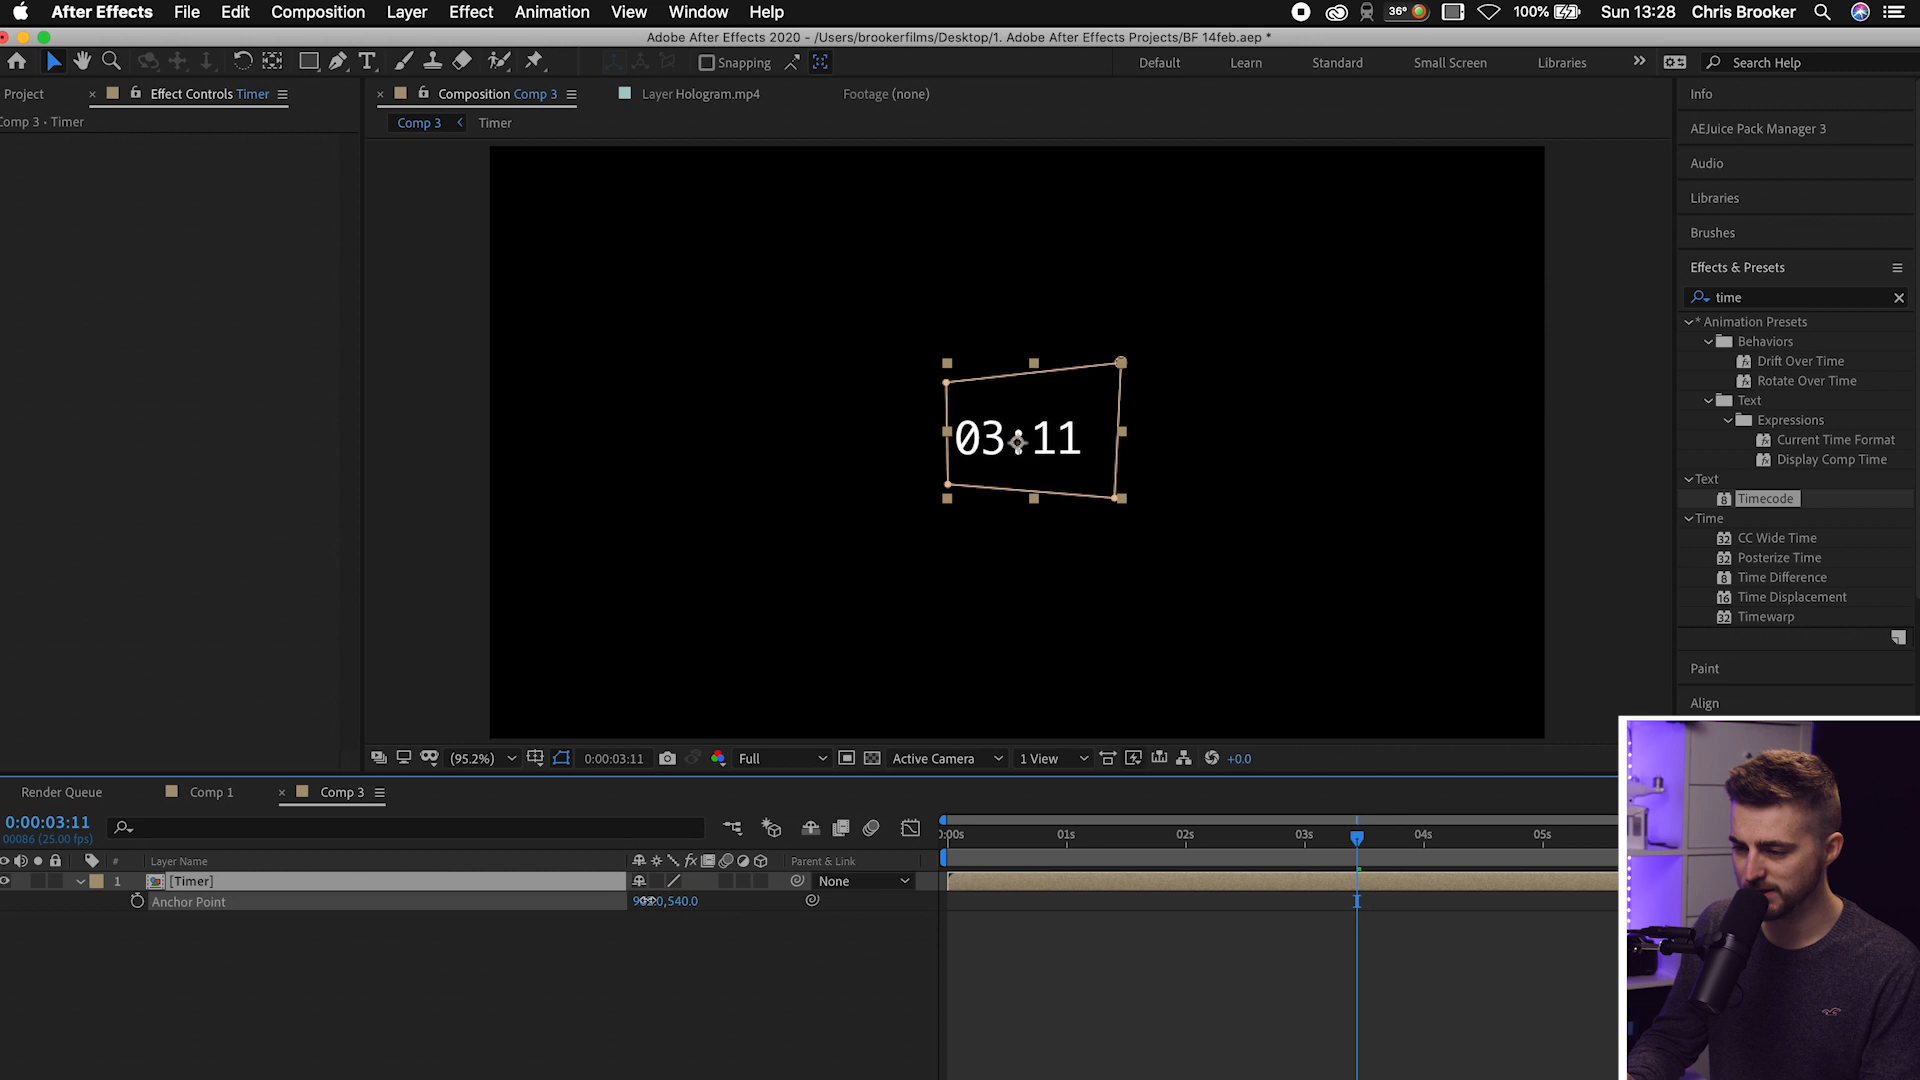 After Effects File Edit Composition Layer Effect Animation View Window Help 36° 100% Sun 13:28 Chris Brooker
Adobe After Effects 2020 - /Users/brookerfilms/Desktop/1. Adobe After Effects Projects/BF 14feb.aep *
Snapping Default Learn Standard Small Screen Libraries Search Help
Project Effect Controls Timer Composition Comp 3 Layer Hologram.mp4 Footage (none)
Comp 3 • Timer Comp 3 Timer
Info
AEJuice Pack Manager 3
Audio
Libraries
Brushes
Effects & Presets
time
* Animation Presets
Behaviors
Drift Over Time
Rotate Over Time
Text
Expressions
Current Time Format
Display Comp Time
Text
Timecode
Time
CC Wide Time
Posterize Time
Time Difference
Time Displacement
Timewarp
Paint
Align
03:11
(95.2%) 0:00:03:11 Full Active Camera 1 View +0.0
Render Queue Comp 1 Comp 3
0:00:03:11
00086 (25.00 fps)
# Layer Name Parent & Link
1 [Timer] None
Anchor Point ,540.0
:00s 01s 02s 03s 04s 05s